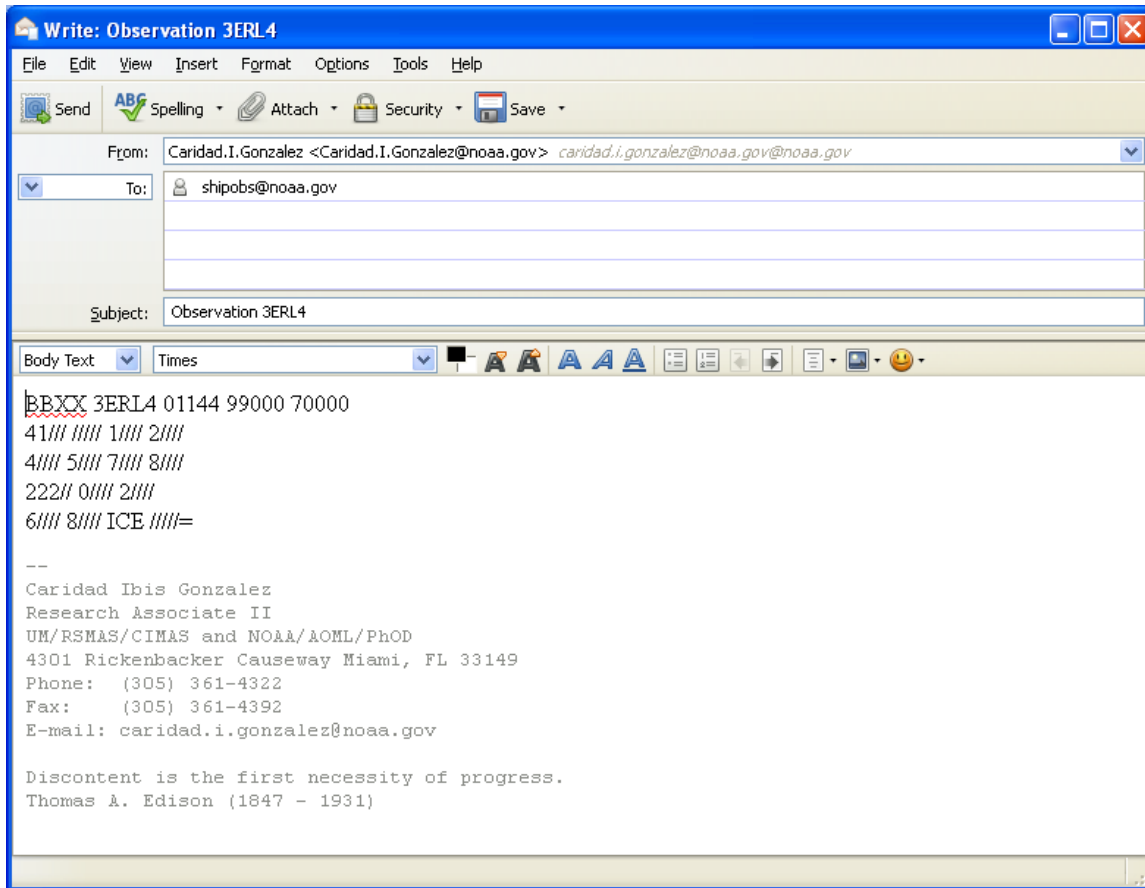 Write: Observation 3ERL4
File Edit View Insert Format Options Tools Help
Send ABC Spelling Attach Security Save
From: Caridad.I.Gonzalez <Caridad.I.Gonzalez@noaa.gov> caridad.i.gonzalez@noaa.gov@noaa.gov
To: shipobs@noaa.gov
Subject: Observation 3ERL4
Body Text Times
BBXX 3ERL4 01144 99000 70000
41/// ///// 1//// 2////
4//// 5//// 7//// 8////
222// 0//// 2////
6//// 8//// ICE /////=
--
Caridad Ibis Gonzalez
Research Associate II
UM/RSMAS/CIMAS and NOAA/AOML/PhOD
4301 Rickenbacker Causeway Miami, FL 33149
Phone: (305) 361-4322
Fax: (305) 361-4392
E-mail: caridad.i.gonzalez@noaa.gov
Discontent is the first necessity of progress.
Thomas A. Edison (1847 - 1931)